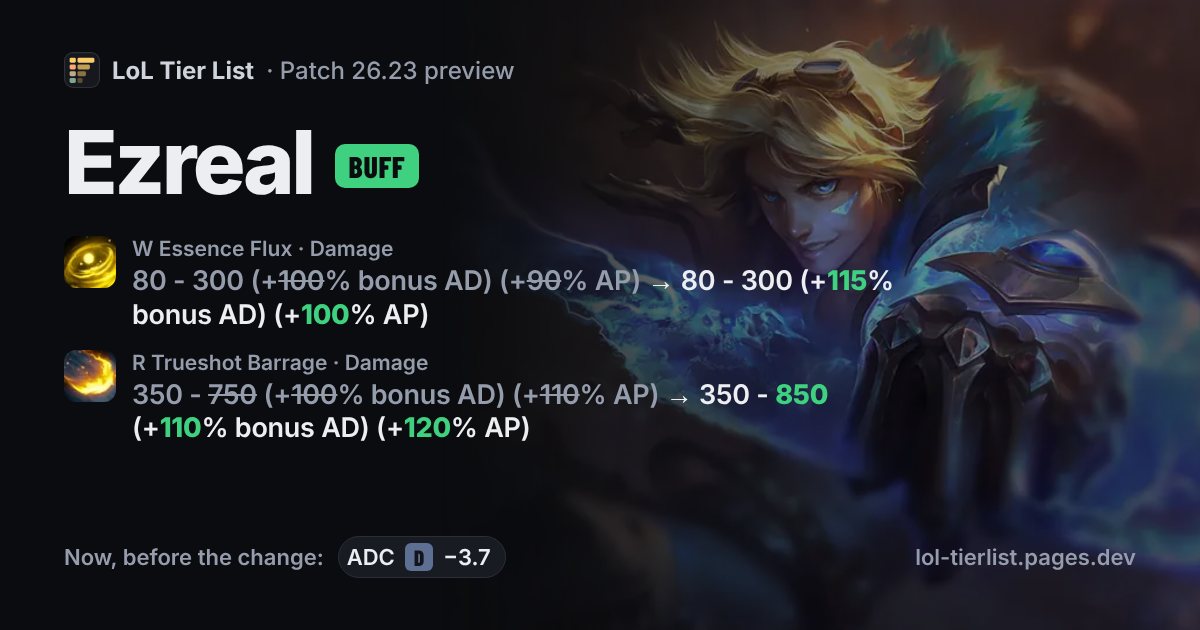 LoL Tier List · Patch 26.23 preview
Ezreal BUFF
W Essence Flux · Damage
80 - 300 (+100% bonus AD) (+90% AP) → 80 - 300 (+115%
bonus AD) (+100% AP)
R Trueshot Barrage · Damage
350 - 750 (+100% bonus AD) (+110% AP) → 350 - 850
(+110% bonus AD) (+120% AP)
Now, before the change: ADC D −3.7
lol-tierlist.pages.dev